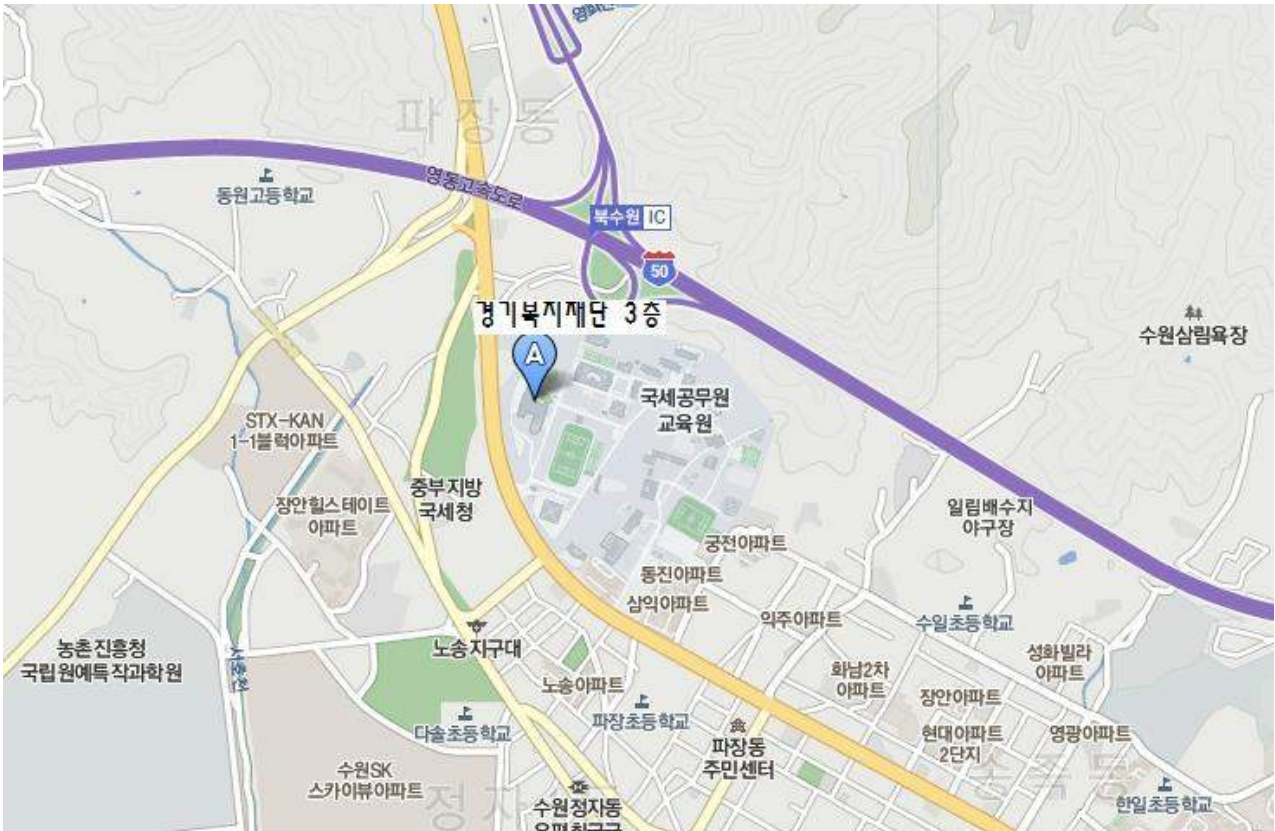 파장동
영동고속도로
동원고등학교
북수원 IC
50
경기복지재단 3층
A
수원삼림욕장
국세공무원
교육원
STX-KAN
1-1블럭아파트
중부지방
국세청
장안힐스테이트
아파트
일림배수지
야구장
궁전아파트
동진아파트
삼익아파트
익주아파트
수일초등학교
노송지구대
농촌진흥청
국립원예특작과학원
서호천
성화빌라
아파트
화남2차
아파트
노송아파트
장안아파트
파장초등학교
다솔초등학교
현대아파트
2단지
영광아파트
파장동
주민센터
수원SK
스카이뷰아파트
정자
송죽동
수원정자동
한일초등학교